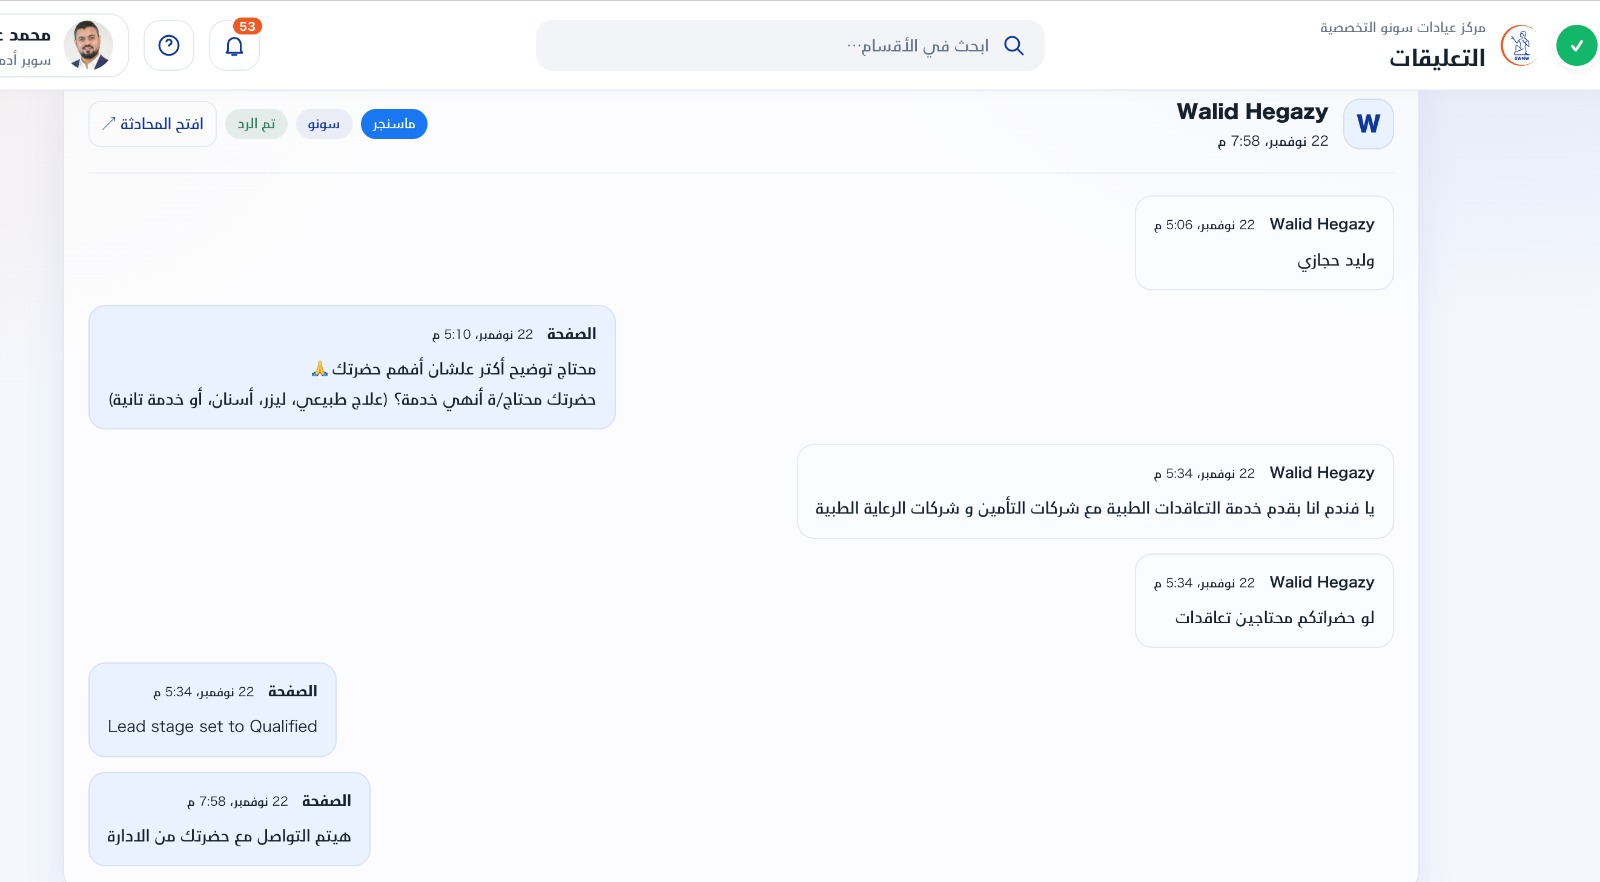 مركز عيادات سونو التخصصية
التعليقات
ابحث في الأقسام...
53
محمد
سوبر أدم
Walid Hegazy
22 نوفمبر، 7:58 م
W
ماسنجر
سونو
تم الرد
افتح المحادثة ↗
Walid Hegazy 22 نوفمبر، 5:06 م
وليد حجازي
الصفحة 22 نوفمبر، 5:10 م
محتاج توضيح أكتر علشان أفهم حضرتك 🙏
حضرتك محتاج/ة أنهي خدمة؟ (علاج طبيعي، ليزر، أسنان، أو خدمة تانية)
Walid Hegazy 22 نوفمبر، 5:34 م
يا فندم انا بقدم خدمة التعاقدات الطبية مع شركات التأمين و شركات الرعاية الطبية
Walid Hegazy 22 نوفمبر، 5:34 م
لو حضراتكم محتاجين تعاقدات
الصفحة 22 نوفمبر، 5:34 م
Lead stage set to Qualified
الصفحة 22 نوفمبر، 7:58 م
هيتم التواصل مع حضرتك من الادارة